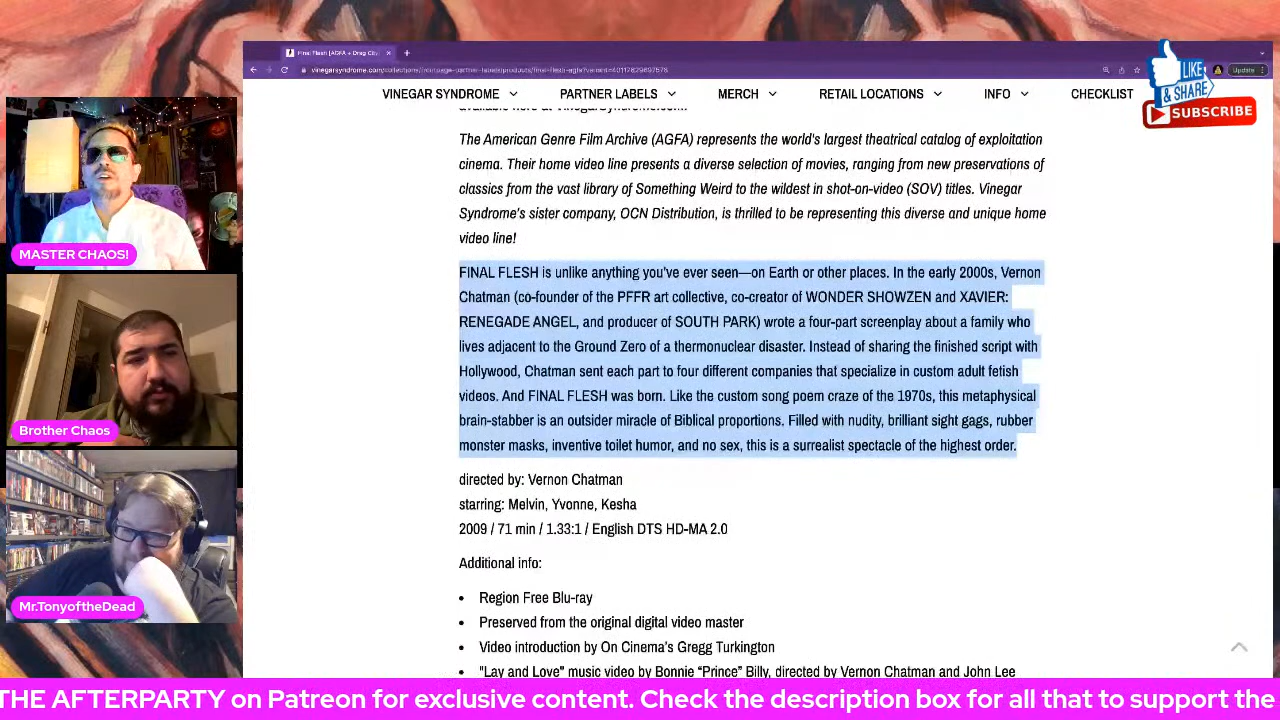 Final Flesh [AGFA + Drag City
vinegarsyndrome.com/collections/
Update
VINEGAR SYNDROME
PARTNER LABELS
MERCH
RETAIL LOCATIONS
INFO
CHECKLIST
LIKE
& SHARE
SUBSCRIBE
The American Genre Film Archive (AGFA) represents the world's largest theatrical catalog of exploitation
cinema. Their home video line presents a diverse selection of movies, ranging from new preservations of
classics from the vast library of Something Weird to the wildest in shot-on-video (SOV) titles. Vinegar
Syndrome's sister company, OCN Distribution, is thrilled to be representing this diverse and unique home
video line!
FINAL FLESH is unlike anything you've ever seen—on Earth or other places. In the early 2000s, Vernon
Chatman (co-founder of the PFFR art collective, co-creator of WONDER SHOWZEN and XAVIER:
RENEGADE ANGEL, and producer of SOUTH PARK) wrote a four-part screenplay about a family who
lives adjacent to the Ground Zero of a thermonuclear disaster. Instead of sharing the finished script with
Hollywood, Chatman sent each part to four different companies that specialize in custom adult fetish
videos. And FINAL FLESH was born. Like the custom song poem craze of the 1970s, this metaphysical
brain-stabber is an outsider miracle of Biblical proportions. Filled with nudity, brilliant sight gags, rubber
monster masks, inventive toilet humor, and no sex, this is a surrealist spectacle of the highest order.
directed by: Vernon Chatman
starring: Melvin, Yvonne, Kesha
2009 / 71 min / 1.33:1 / English DTS HD-MA 2.0
Additional info:
• Region Free Blu-ray
• Preserved from the original digital video master
• Video introduction by On Cinema's Gregg Turkington
• "Lay and Love" music video by Bonnie “Prince” Billy, directed by Vernon Chatman and John Lee
MASTER CHAOS!
Brother Chaos
Mr.TonyoftheDead
THE AFTERPARTY on Patreon for exclusive content. Check the description box for all that to support the